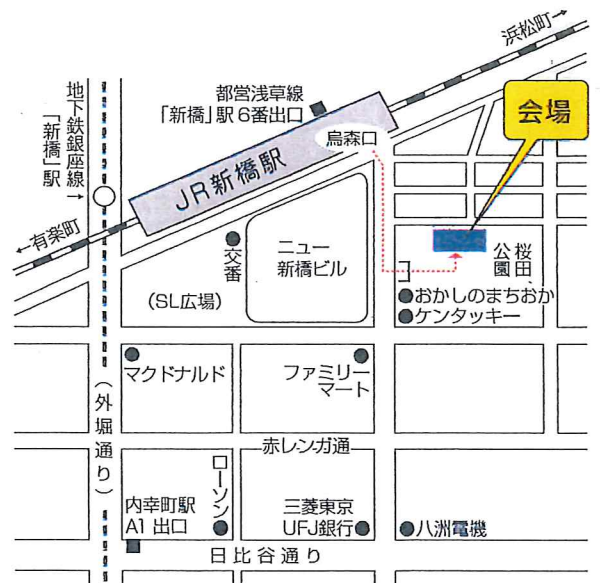 浜松町→
都営浅草線
「新橋」駅 6番出口
会場
烏森口
地下鉄銀座線
「新橋」駅
JR新橋駅
←有楽町
交番
ニュー
新橋ビル
桜田
公園
(SL広場)
おかしのまちおか
ケンタッキー
マクドナルド
ファミリー
マート
(外堀通り)
赤レンガ通
ローソン
内幸町駅
A1 出口
三菱東京
UFJ銀行
八洲電機
日比谷通り